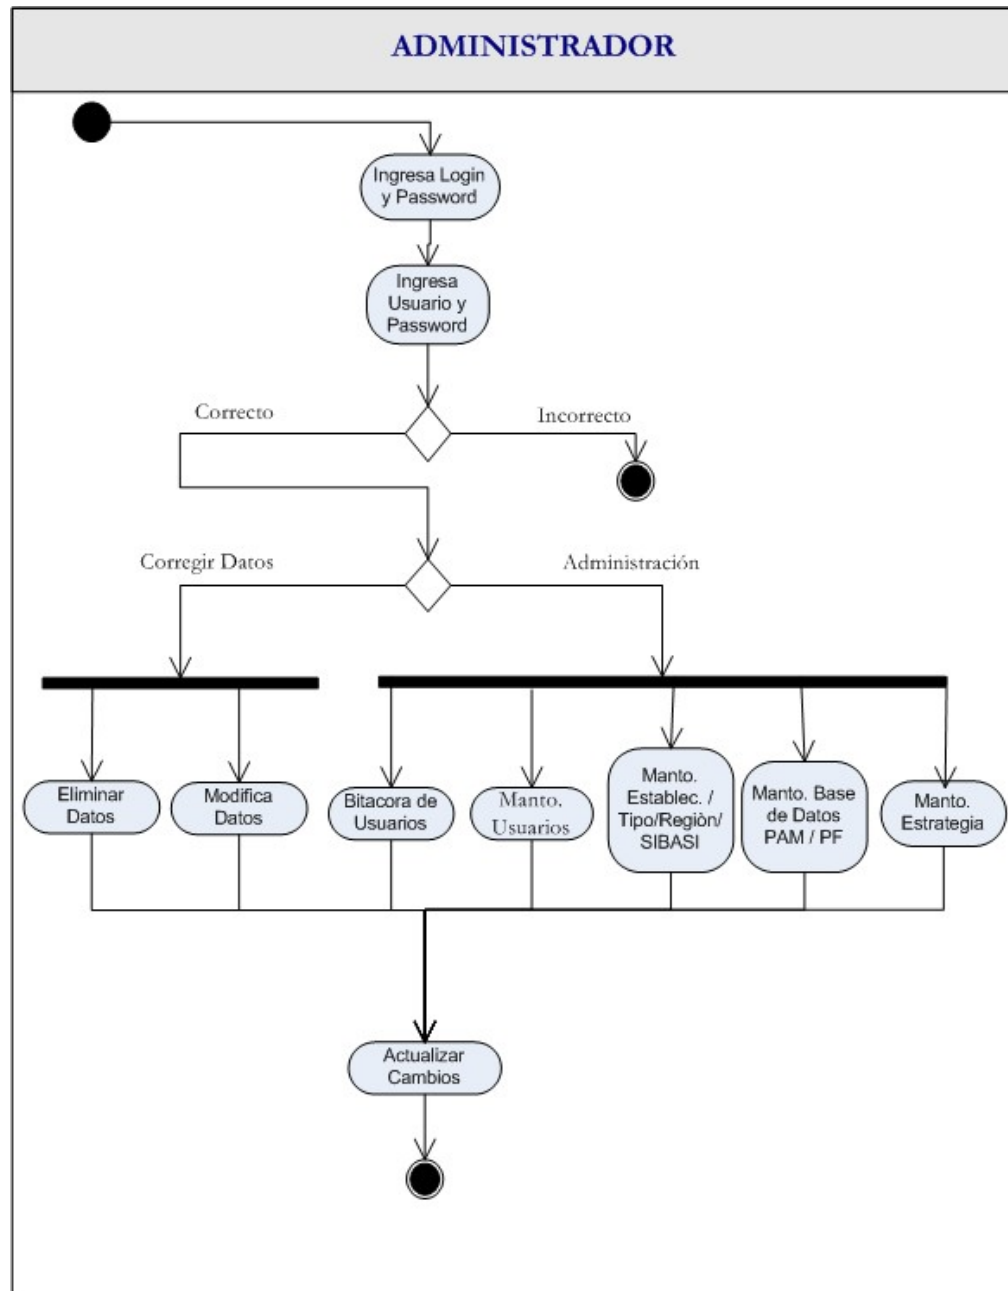 ADMINISTRADOR
Ingresa Login
y Password
Ingresa
Usuario y
Password
Correcto
Incorrecto
Corregir Datos
Administración
Eliminar
Datos
Modifica
Datos
Bitacora de
Usuarios
Manto.
Usuarios
Manto.
Establec. /
Tipo/Regiòn/
SIBASI
Manto. Base
de Datos
PAM / PF
Manto.
Estrategia
Actualizar
Cambios